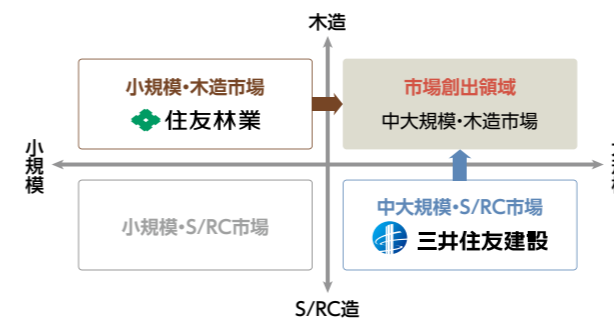 木造
小規模・木造市場
住友林業
市場創出領域
中大規模・木造市場
小規模
小規模・S/RC市場
中大規模・S/RC市場
三井住友建設
S/RC造